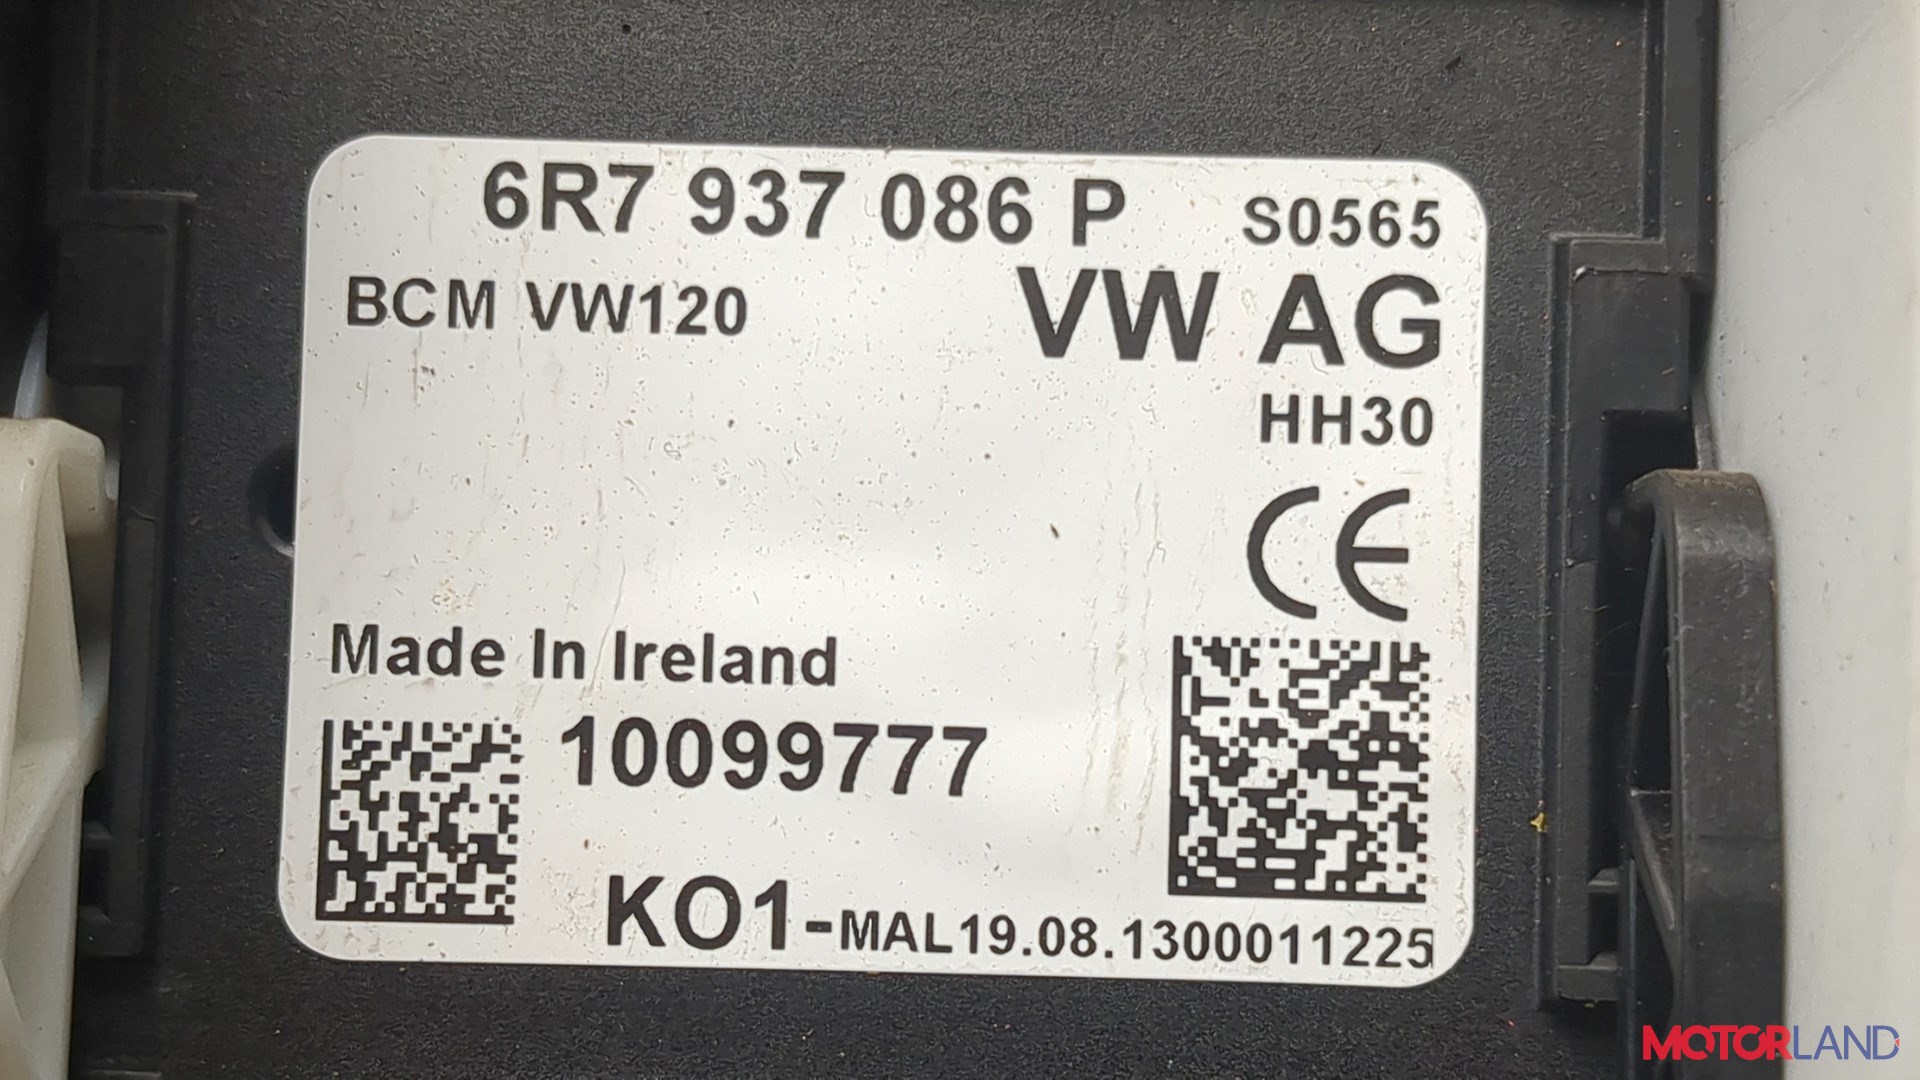 6R7 937 086 P S0565
BCM VW120 VW AG
HH30
CE
Made In Ireland
10099777
KO1-MAL19.08.1300011225
MOTORLAND